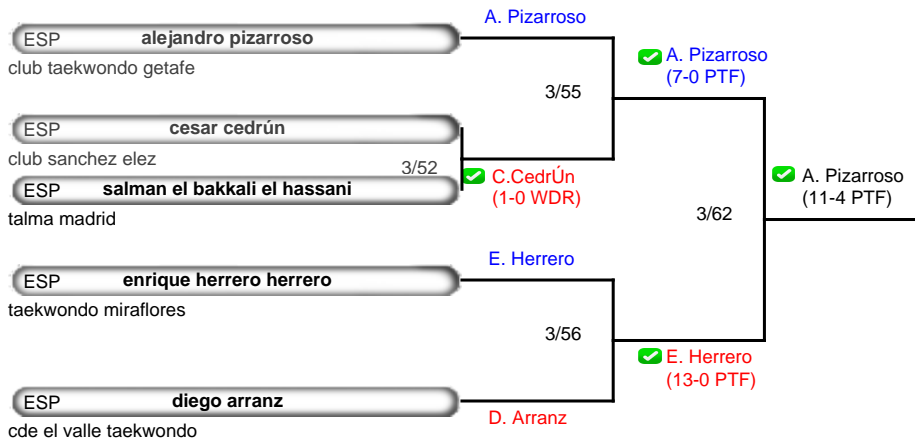 A. Pizarroso
ESP alejandro pizarroso
club taekwondo getafe
A. Pizarroso
(7-0 PTF)
3/55
ESP cesar cedrún
club sanchez elez
3/52
C.CedrÚn
(1-0 WDR)
ESP salman el bakkali el hassani
talma madrid
A. Pizarroso
(11-4 PTF)
3/62
E. Herrero
ESP enrique herrero herrero
taekwondo miraflores
3/56
E. Herrero
(13-0 PTF)
ESP diego arranz
D. Arranz
cde el valle taekwondo